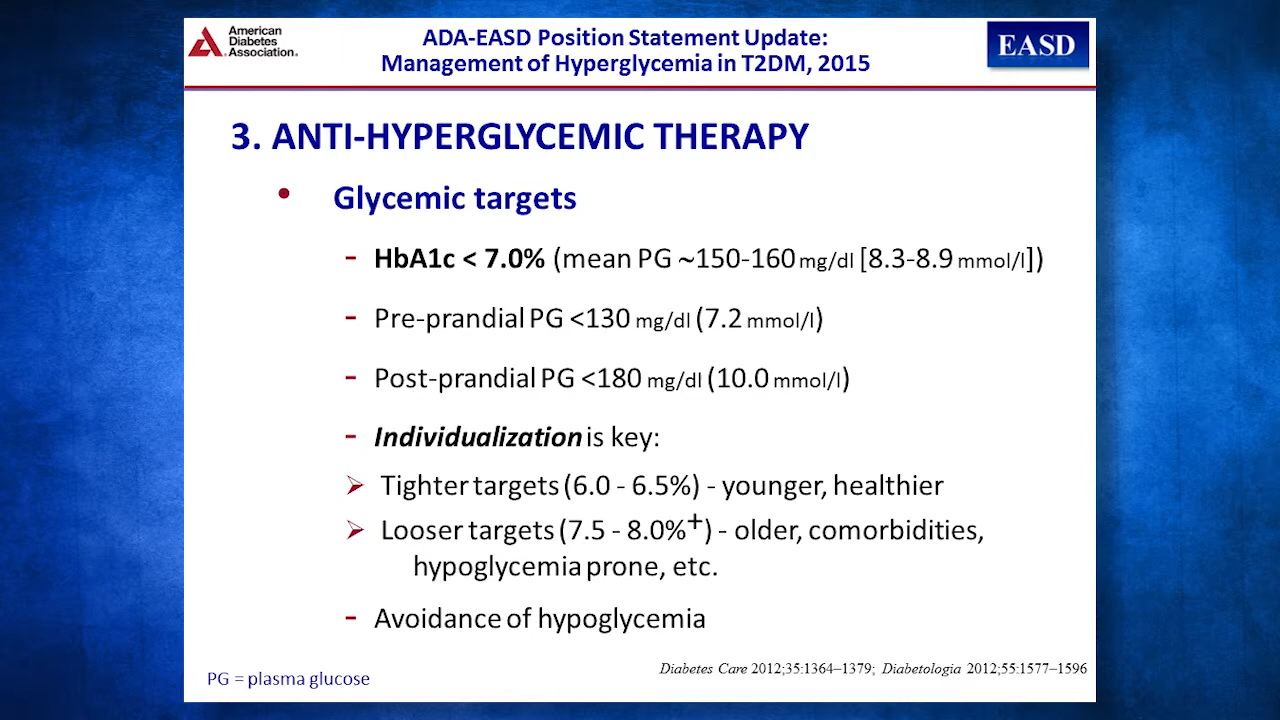 American
Diabetes
Association®
ADA-EASD Position Statement Update:
Management of Hyperglycemia in T2DM, 2015
EASD
3. ANTI-HYPERGLYCEMIC THERAPY
• Glycemic targets
- HbA1c < 7.0% (mean PG ~150-160 mg/dl [8.3-8.9 mmol/l])
- Pre-prandial PG <130 mg/dl (7.2 mmol/l)
- Post-prandial PG <180 mg/dl (10.0 mmol/l)
- Individualization is key:
➢ Tighter targets (6.0 - 6.5%) - younger, healthier
➢ Looser targets (7.5 - 8.0%+) - older, comorbidities,
hypoglycemia prone, etc.
- Avoidance of hypoglycemia
PG = plasma glucose
Diabetes Care 2012;35:1364–1379; Diabetologia 2012;55:1577–1596